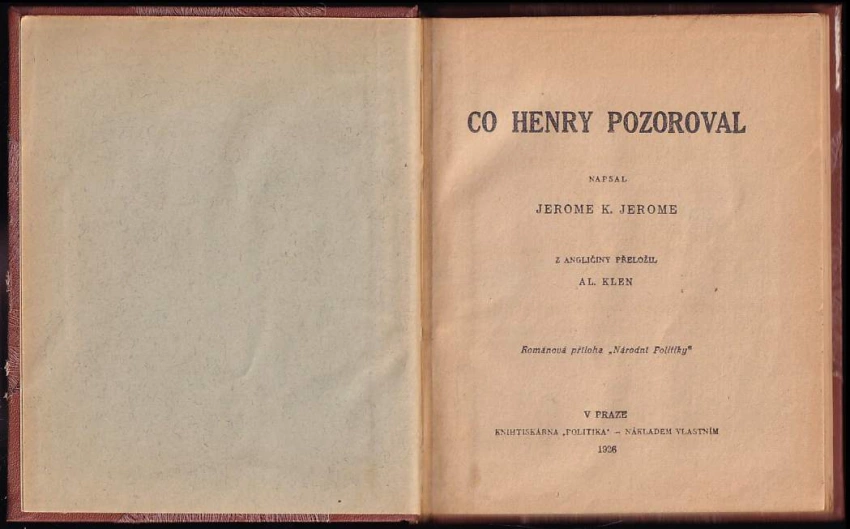 CO HENRY POZOROVAL
NAPSAL
JEROME K. JEROME
Z ANGLIČINY PŘELOŽIL
AL. KLEN
Románová příloha „Národní Politiky"
V PRAZE
KNIHTISKÁRNA „POLITIKA" – NÁKLADEM VLASTNÍM
1926